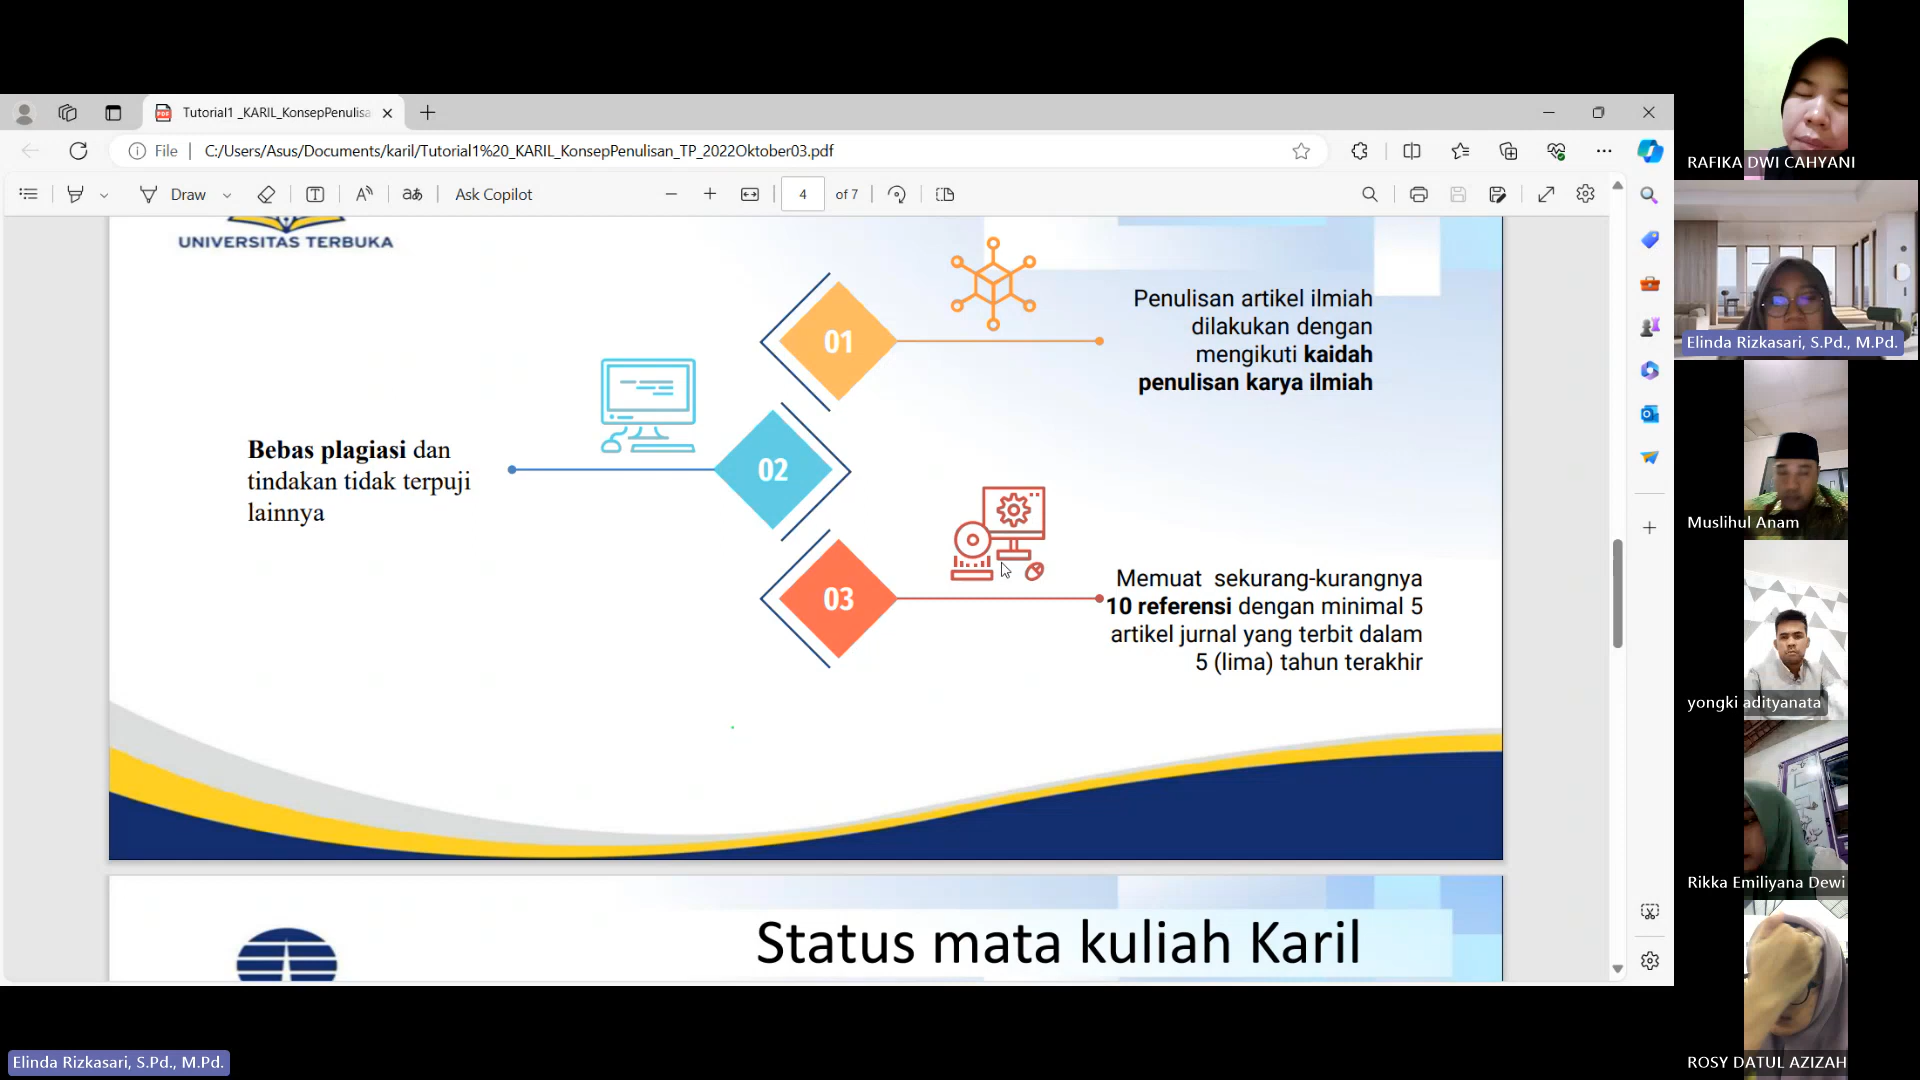 Tutorial1 _KARIL_KonsepPenulisa
File
C:/Users/Asus/Documents/karil/Tutorial1%20_KARIL_KonsepPenulisan_TP_2022Oktober03.pdf
Draw
Ask Copilot
4 of 7
UNIVERSITAS TERBUKA
01
Penulisan artikel ilmiah
dilakukan dengan
mengikuti kaidah
penulisan karya ilmiah
02
Bebas plagiasi dan
tindakan tidak terpuji
lainnya
03
Memuat sekurang-kurangnya
10 referensi dengan minimal 5
artikel jurnal yang terbit dalam
5 (lima) tahun terakhir
Status mata kuliah Karil
RAFIKA DWI CAHYANI
Elinda Rizkasari, S.Pd., M.Pd.
Muslihul Anam
yongki adityanata
Rikka Emiliyana Dewi
ROSY DATUL AZIZAH
Elinda Rizkasari, S.Pd., M.Pd.